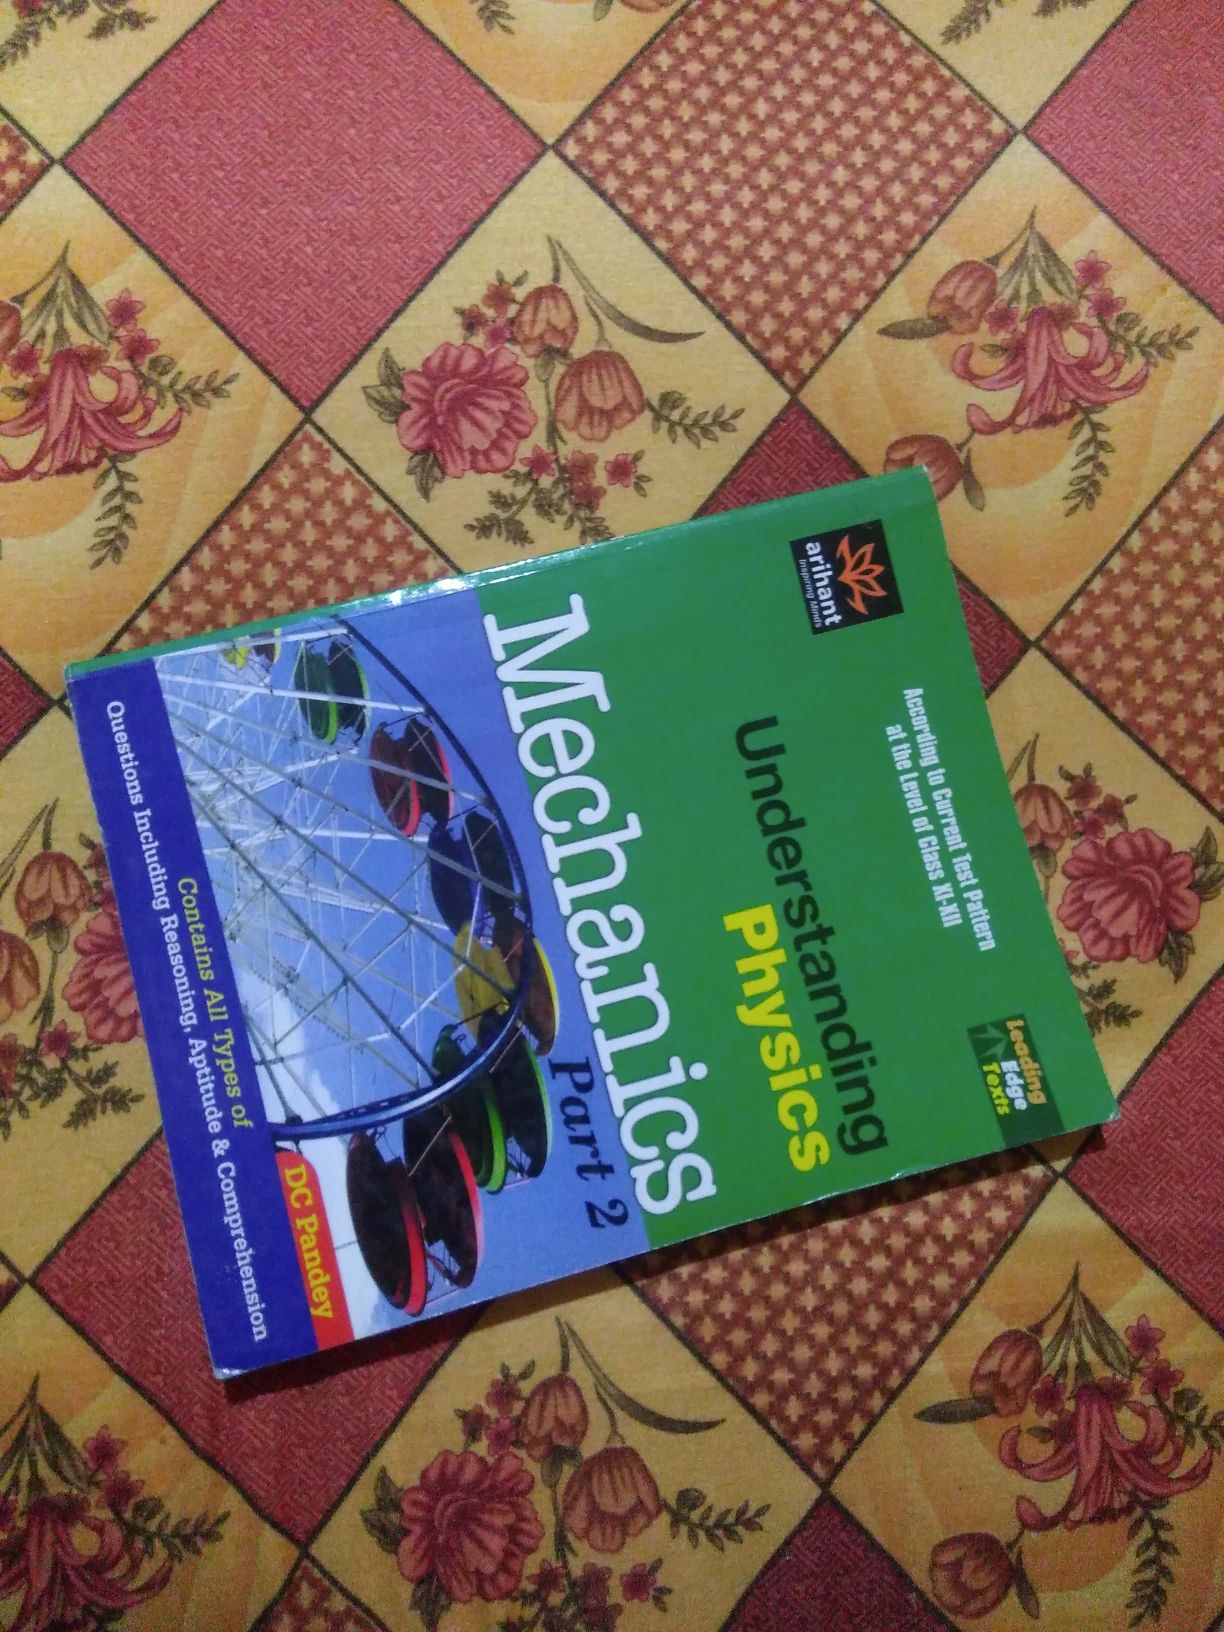 According to Current Test Pattern
at the Level of Class XI-XII
Leading
Edge
Texts
arihant
Inspiring Minds
Understanding
Physics
Mechanics
Part 2
DC Pandey
Contains All Types of
Questions Including Reasoning, Aptitude & Comprehension